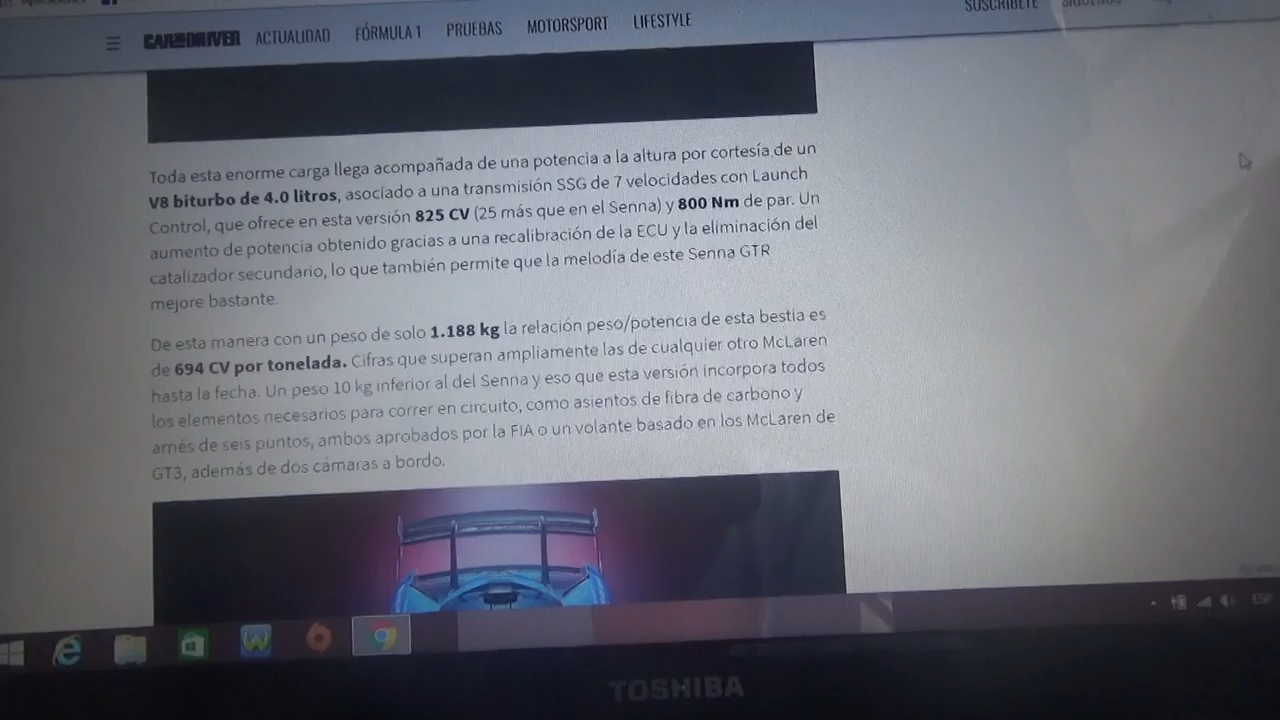 CAR AND DRIVER ACTUALIDAD FÓRMULA 1 PRUEBAS MOTORSPORT LIFESTYLE SUSCRÍBETE
Toda esta enorme carga llega acompañada de una potencia a la altura por cortesía de un
V8 biturbo de 4.0 litros, asociado a una transmisión SSG de 7 velocidades con Launch
Control, que ofrece en esta versión 825 CV (25 más que en el Senna) y 800 Nm de par. Un
aumento de potencia obtenido gracias a una recalibración de la ECU y la eliminación del
catalizador secundario, lo que también permite que la melodía de este Senna GTR
mejore bastante.
De esta manera con un peso de solo 1.188 kg la relación peso/potencia de esta bestia es
de 694 CV por tonelada. Cifras que superan ampliamente las de cualquier otro McLaren
hasta la fecha. Un peso 10 kg inferior al del Senna y eso que esta versión incorpora todos
los elementos necesarios para correr en circuito, como asientos de fibra de carbono y
arnés de seis puntos, ambos aprobados por la FIA o un volante basado en los McLaren de
GT3, además de dos cámaras a bordo.
ESP
TOSHIBA